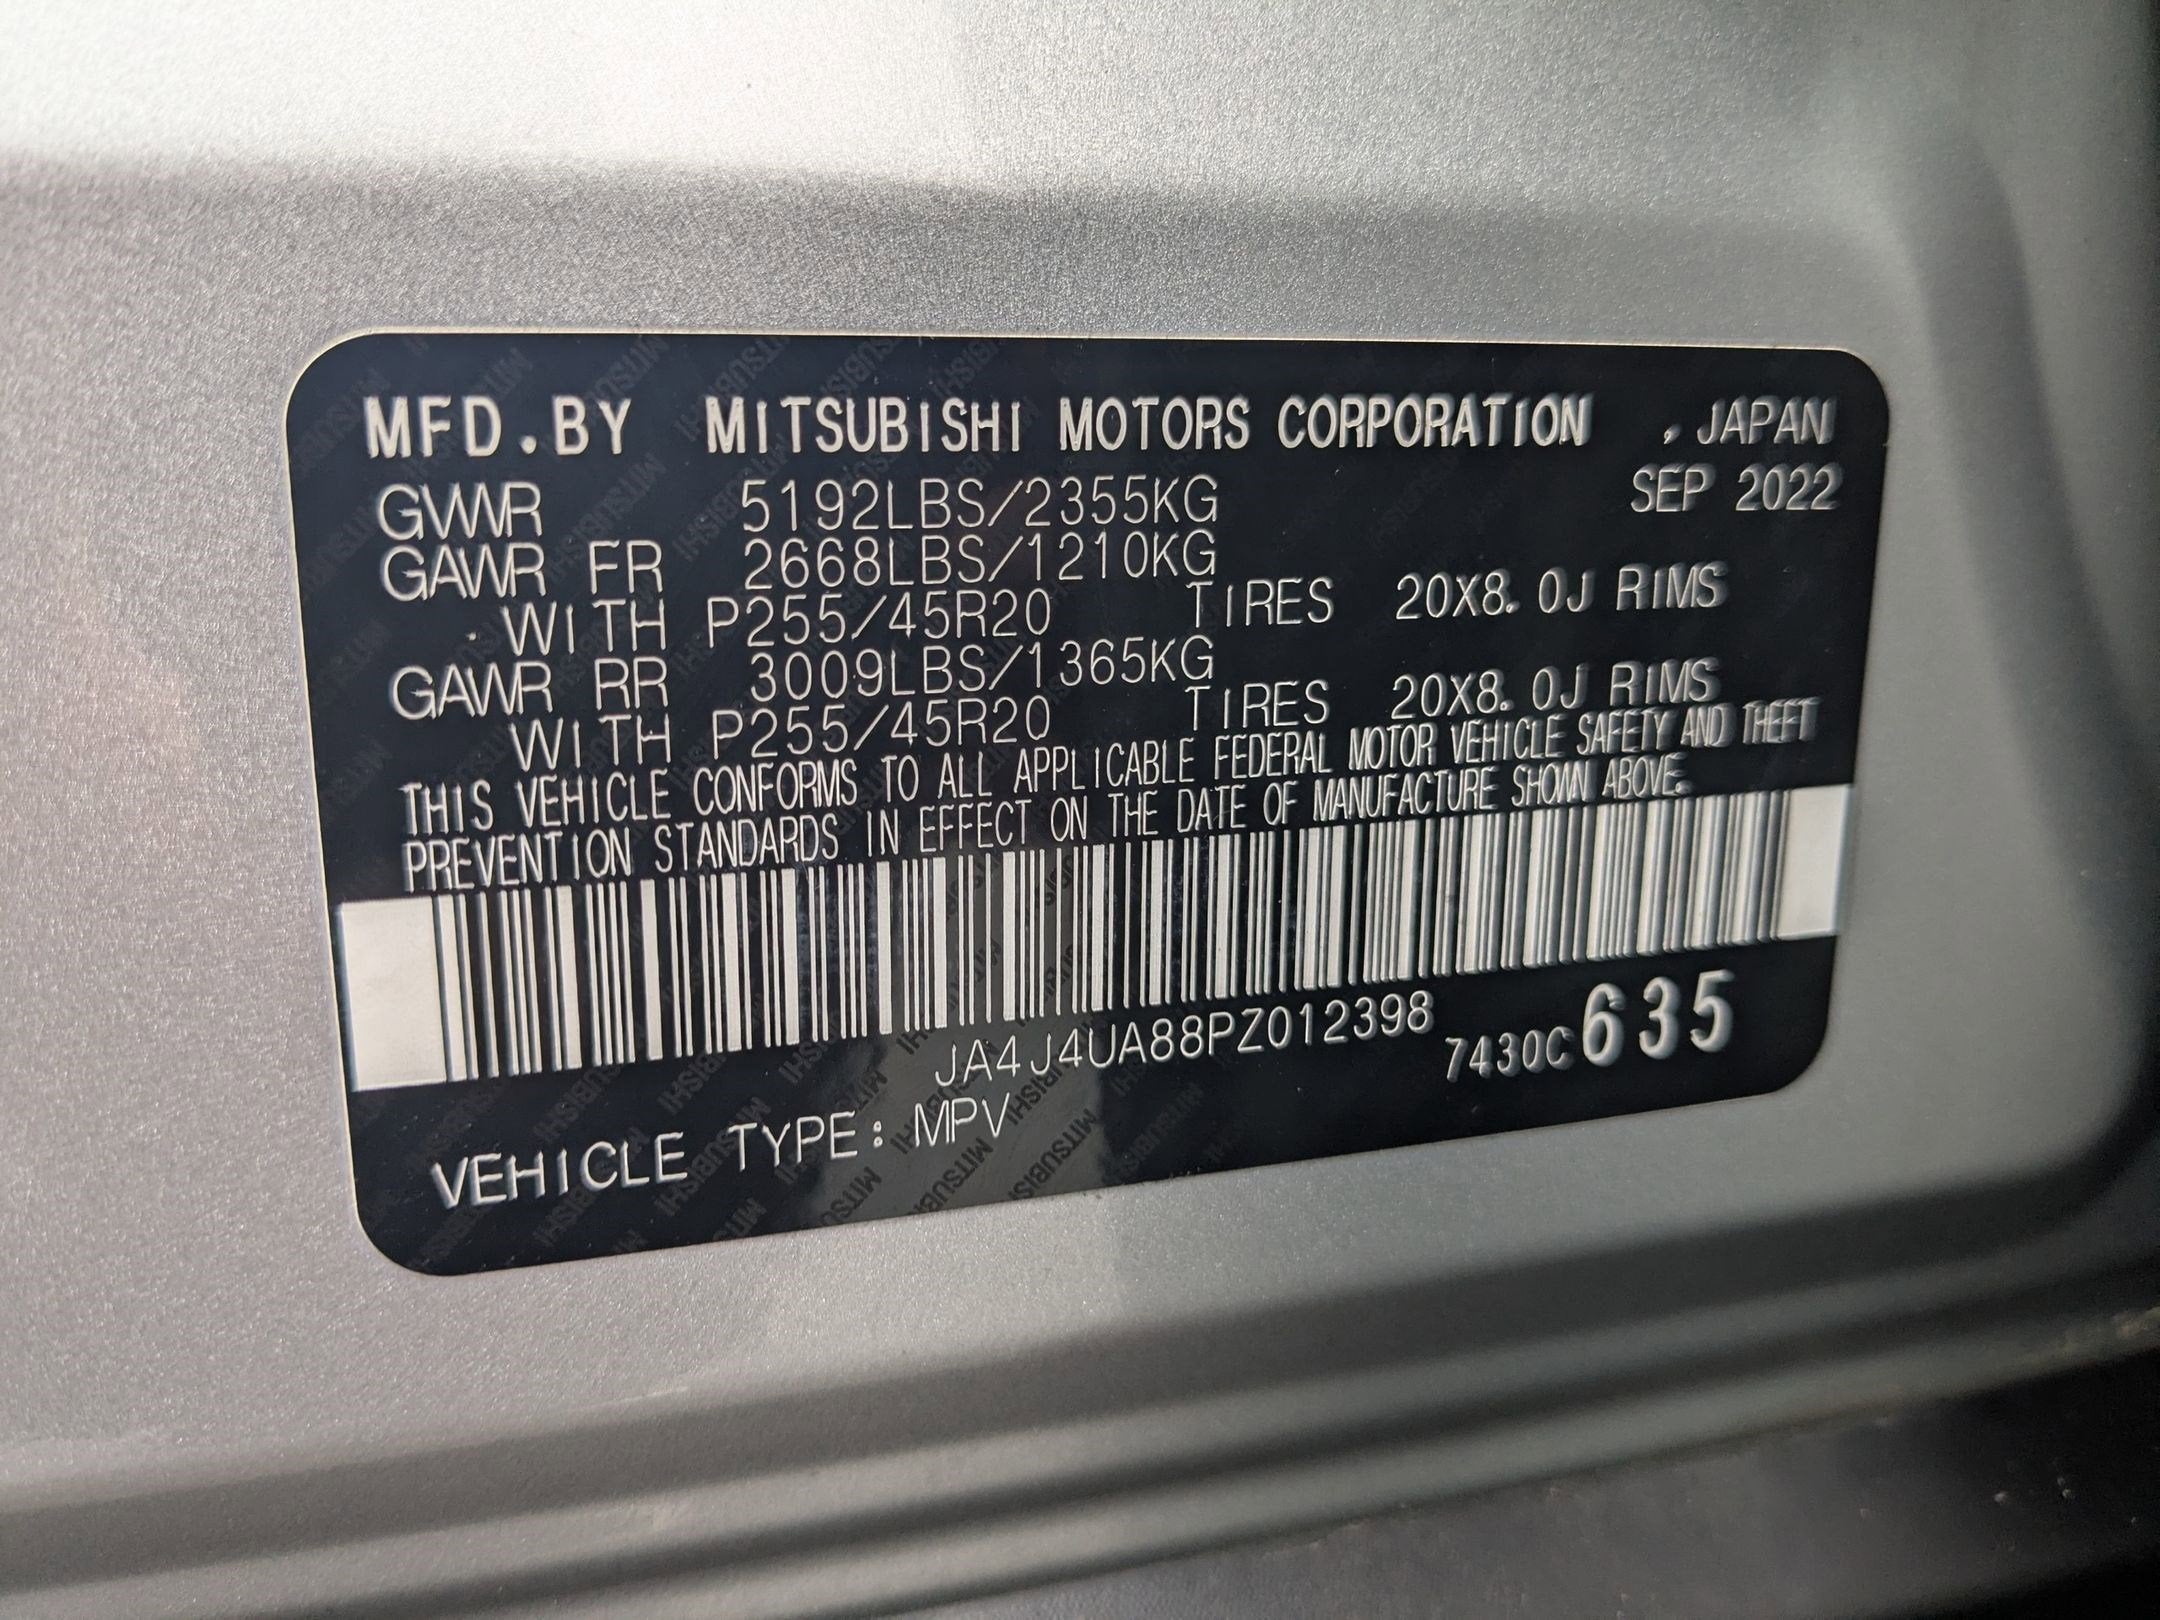 MFD.BY MITSUBISHI MOTORS CORPORATION , JAPAN
GVWR 5192LBS/2355KG SEP 2022
GAWR FR 2668LBS/1210KG
WITH P255/45R20 TIRES 20X8.0J RIMS
GAWR RR 3009LBS/1365KG
WITH P255/45R20 TIRES 20X8.0J RIMS
THIS VEHICLE CONFORMS TO ALL APPLICABLE FEDERAL MOTOR VEHICLE SAFETY AND THEFT
PREVENTION STANDARDS IN EFFECT ON THE DATE OF MANUFACTURE SHOWN ABOVE.
JA4J4UA88PZ012398 7430C635
VEHICLE TYPE: MPV